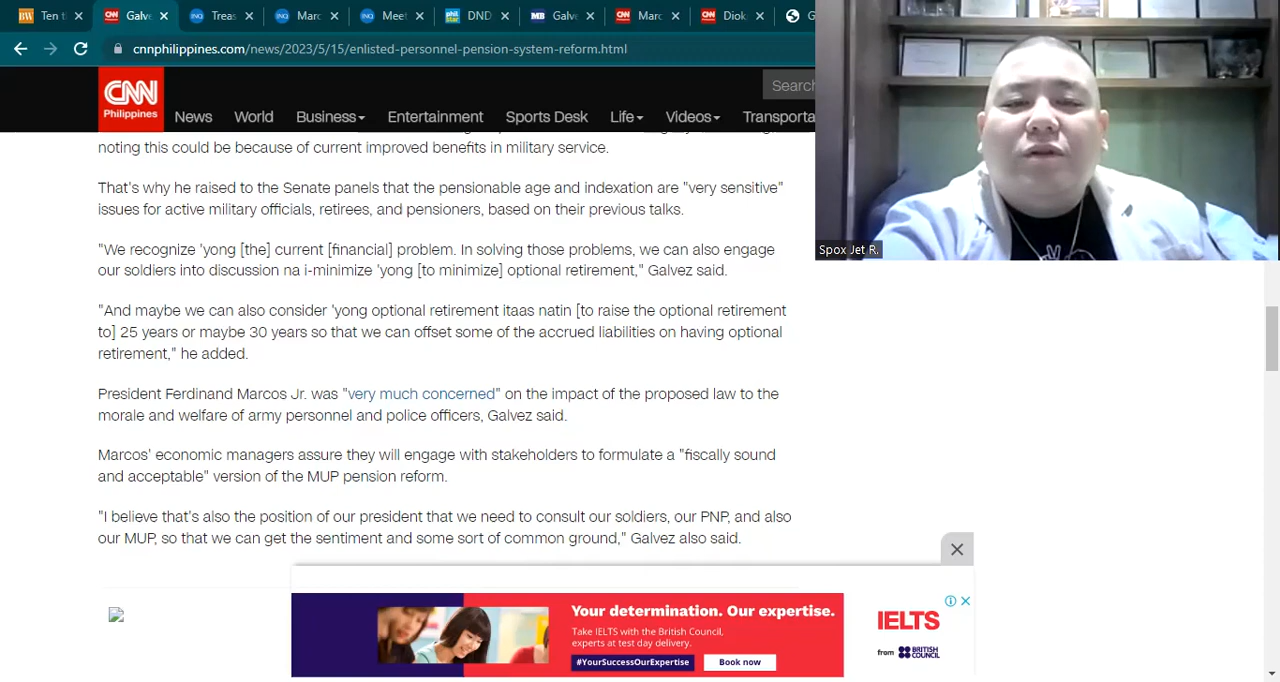 Ten ti
Galv
Treas
Marc
Meet
DND
Galve
Marc
Diok
G
cnnphilippines.com/news/2023/5/15/enlisted-personnel-pension-system-reform.html
CNN
Philippines
News World Business Entertainment Sports Desk Life Videos Transporta
Search
noting this could be because of current improved benefits in military service.
That's why he raised to the Senate panels that the pensionable age and indexation are "very sensitive"
issues for active military officials, retirees, and pensioners, based on their previous talks.
"We recognize 'yong [the] current [financial] problem. In solving those problems, we can also engage
our soldiers into discussion na i-minimize 'yong [to minimize] optional retirement," Galvez said.
"And maybe we can also consider 'yong optional retirement itaas natin [to raise the optional retirement
to] 25 years or maybe 30 years so that we can offset some of the accrued liabilities on having optional
retirement," he added.
President Ferdinand Marcos Jr. was "very much concerned" on the impact of the proposed law to the
morale and welfare of army personnel and police officers, Galvez said.
Marcos' economic managers assure they will engage with stakeholders to formulate a "fiscally sound
and acceptable" version of the MUP pension reform.
"I believe that's also the position of our president that we need to consult our soldiers, our PNP, and also
our MUP, so that we can get the sentiment and some sort of common ground," Galvez also said.
Spox Jet R.
Your determination. Our expertise.
Take IELTS with the British Council,
experts at test day delivery.
#YourSuccessOurExpertise
Book now
IELTS
from BRITISH
COUNCIL